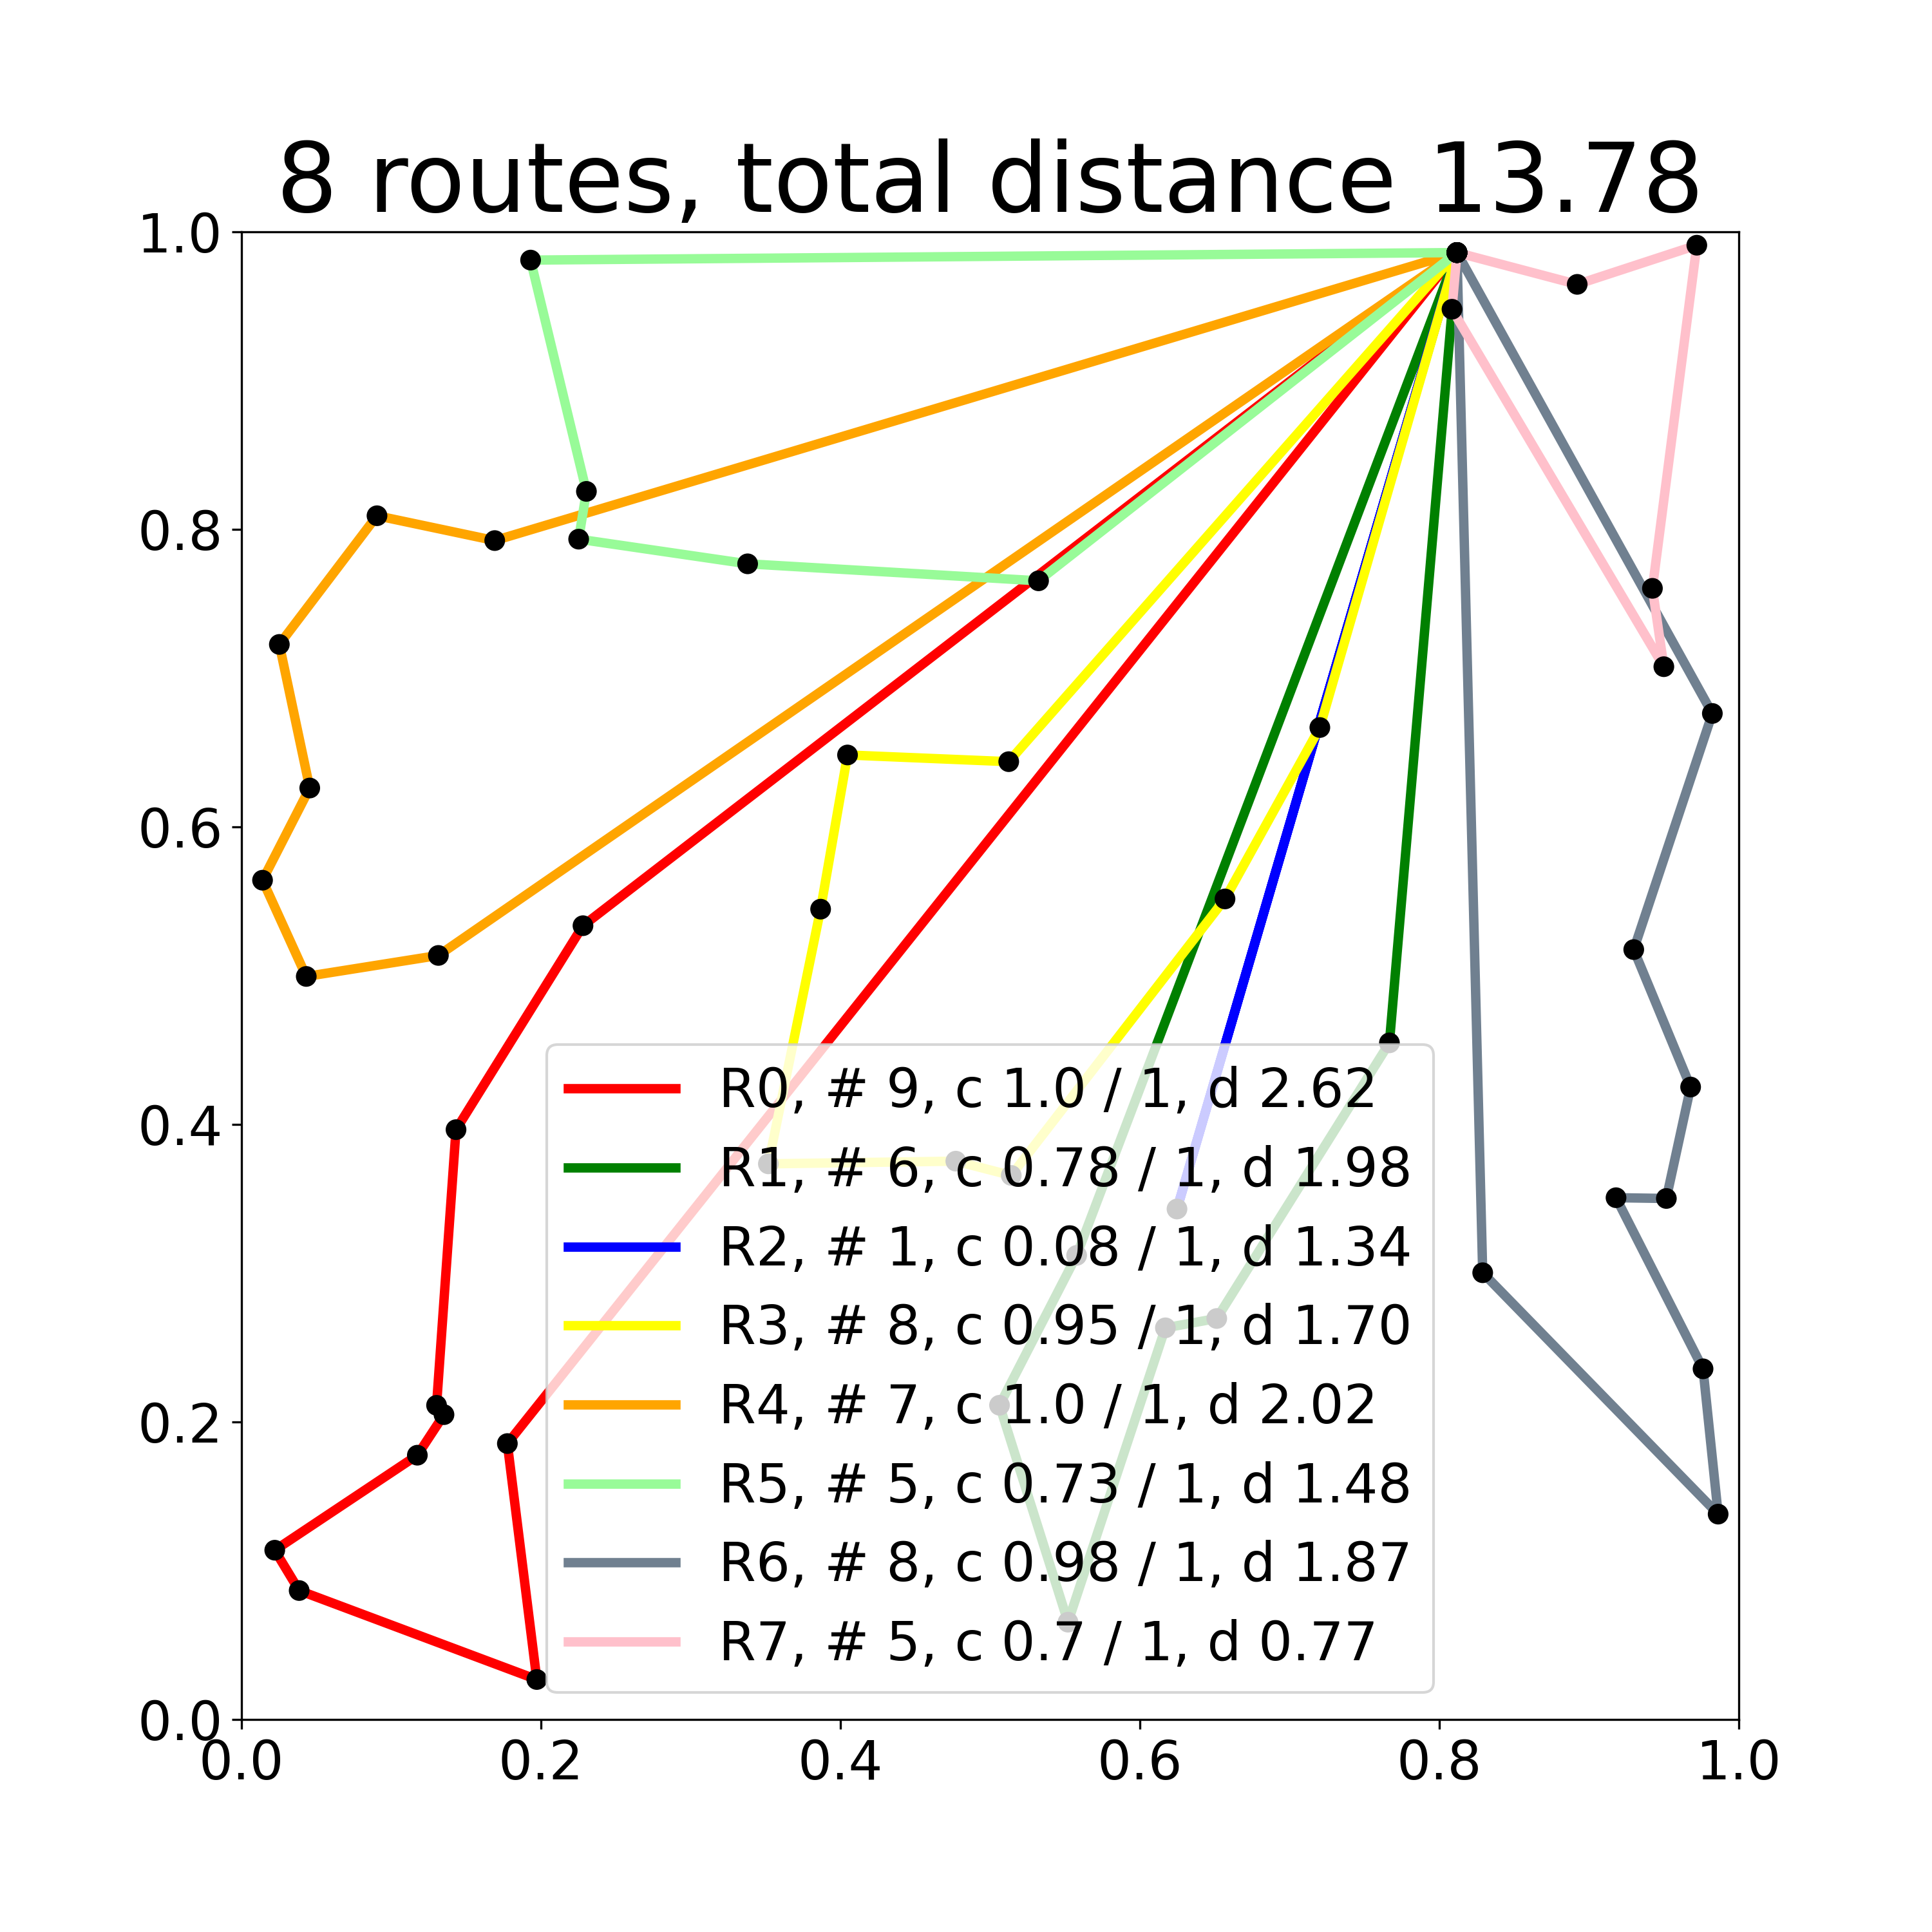 8 routes, total distance 13.78
1.0
0.8
0.6
0.4
0.2
0.0
R0, # 9, c 1.0 / 1, d 2.62
R1, # 6, c 0.78 / 1, d 1.98
R2, # 1, c 0.08 / 1, d 1.34
R3, # 8, c 0.95 / 1, d 1.70
R4, # 7, c 1.0 / 1, d 2.02
R5, # 5, c 0.73 / 1, d 1.48
R6, # 8, c 0.98 / 1, d 1.87
R7, # 5, c 0.7 / 1, d 0.77
0.0 0.2 0.4 0.6 0.8 1.0